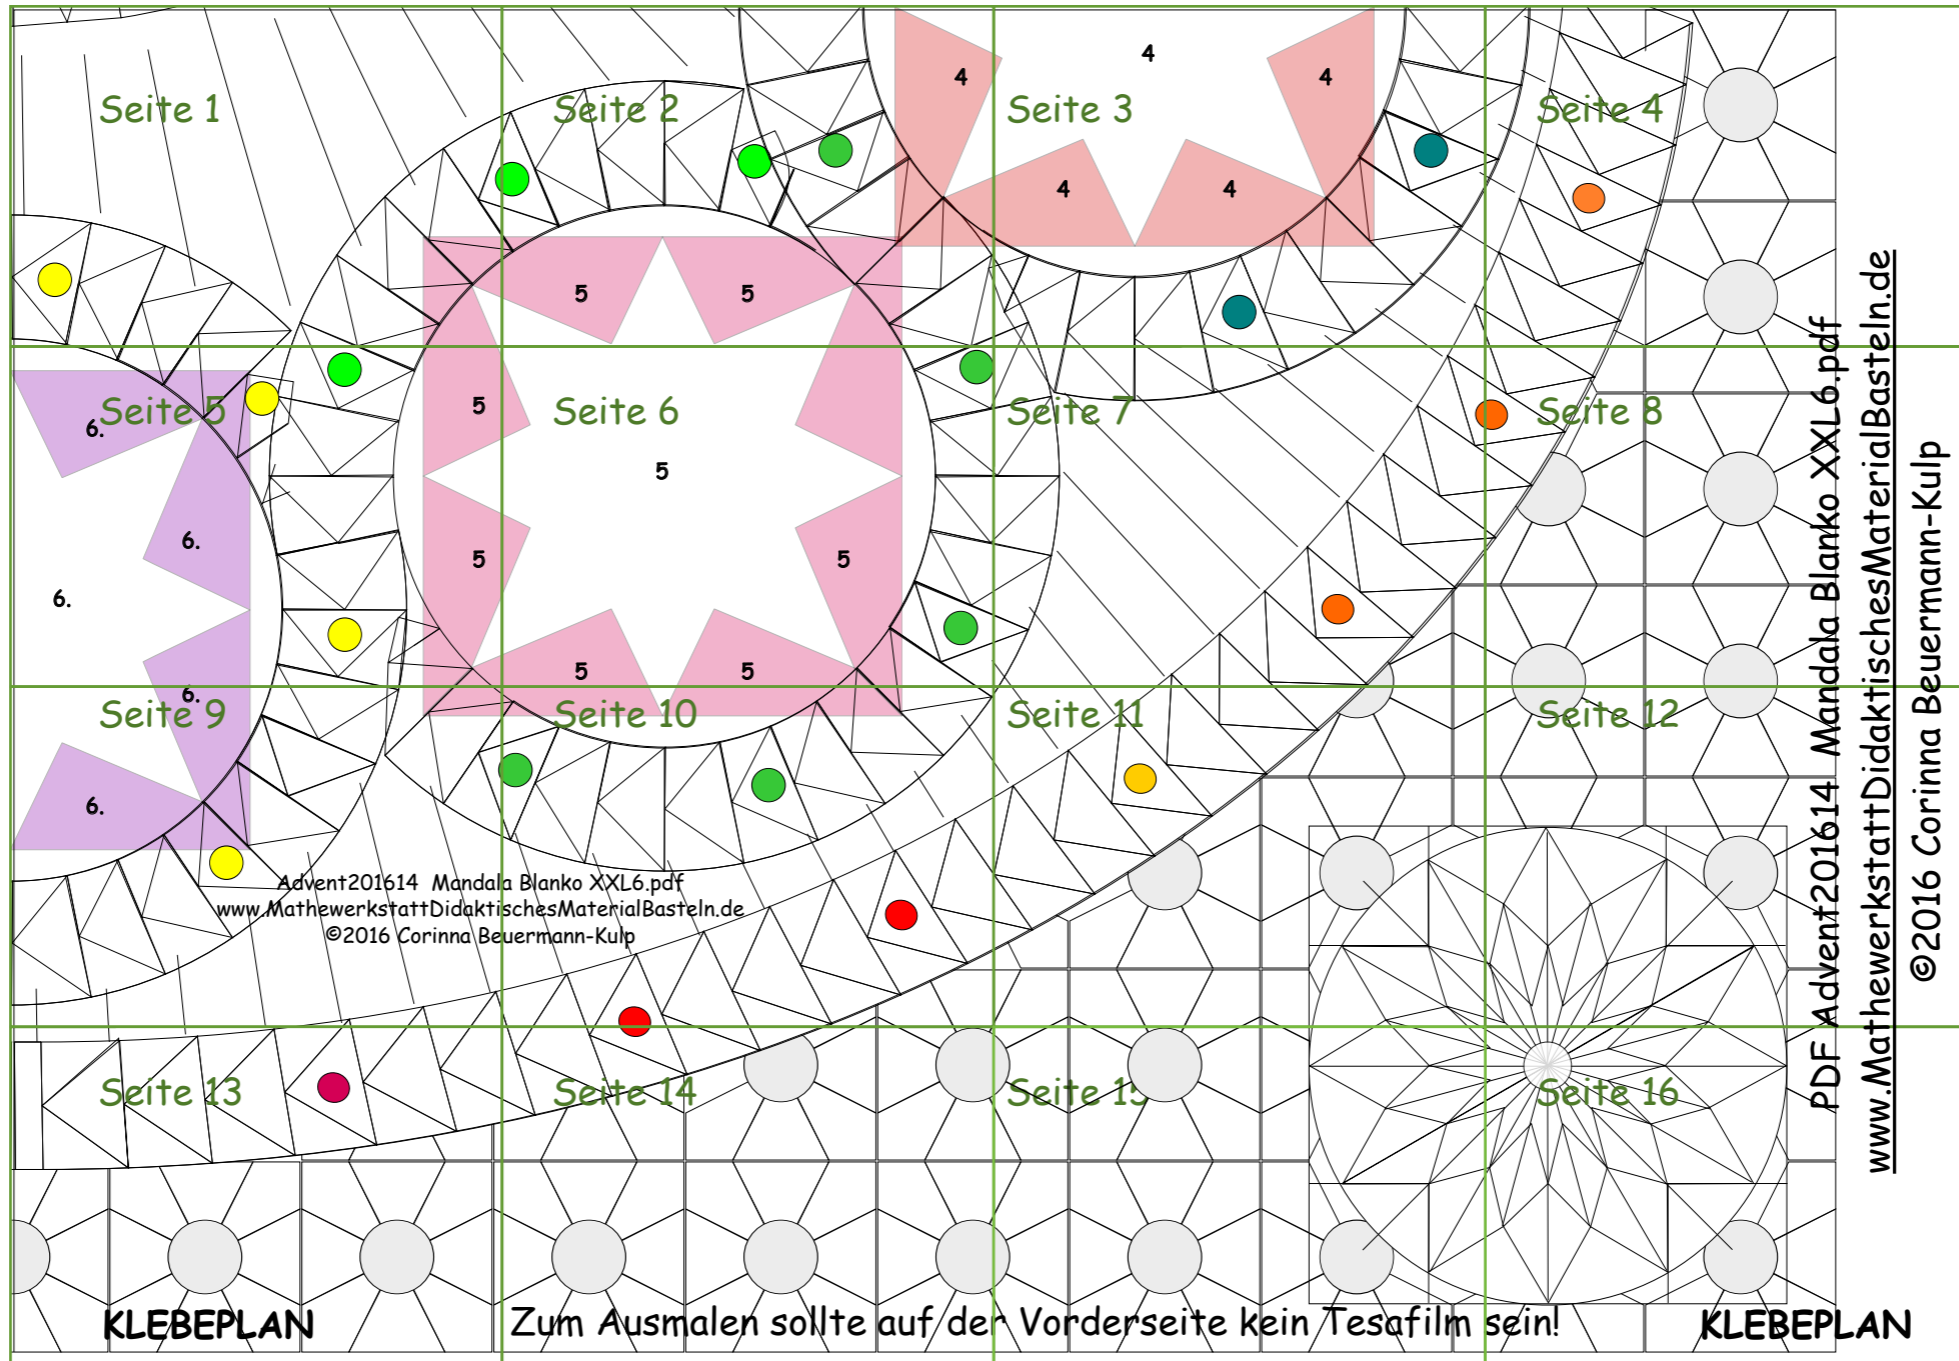 4
4
4
Seite 1
Seite 2
Seite 3
Seite 4
4
4
5
5
Seite 5
Seite 6
Seite 7
Seite 8
6.
5
5
6.
5
5
6.
6.
5
5
Seite 9
Seite 10
Seite 11
Seite 12
6.
Advent201614 Mandala Blanko XXL6.pdf
www.MathewerkstattDidaktischesMaterialBasteln.de
©2016 Corinna Beuermann-Kulp
Seite 13
Seite 14
Seite 15
Seite 16
KLEBEPLAN
Zum Ausmalen sollte auf der Vorderseite kein Tesafilm sein!
KLEBEPLAN
PDF Advent201614 Mandala Blanko XXL6.pdf
www.MathewerkstattDidaktischesMaterialBasteln.de
©2016 Corinna Beuermann-Kulp